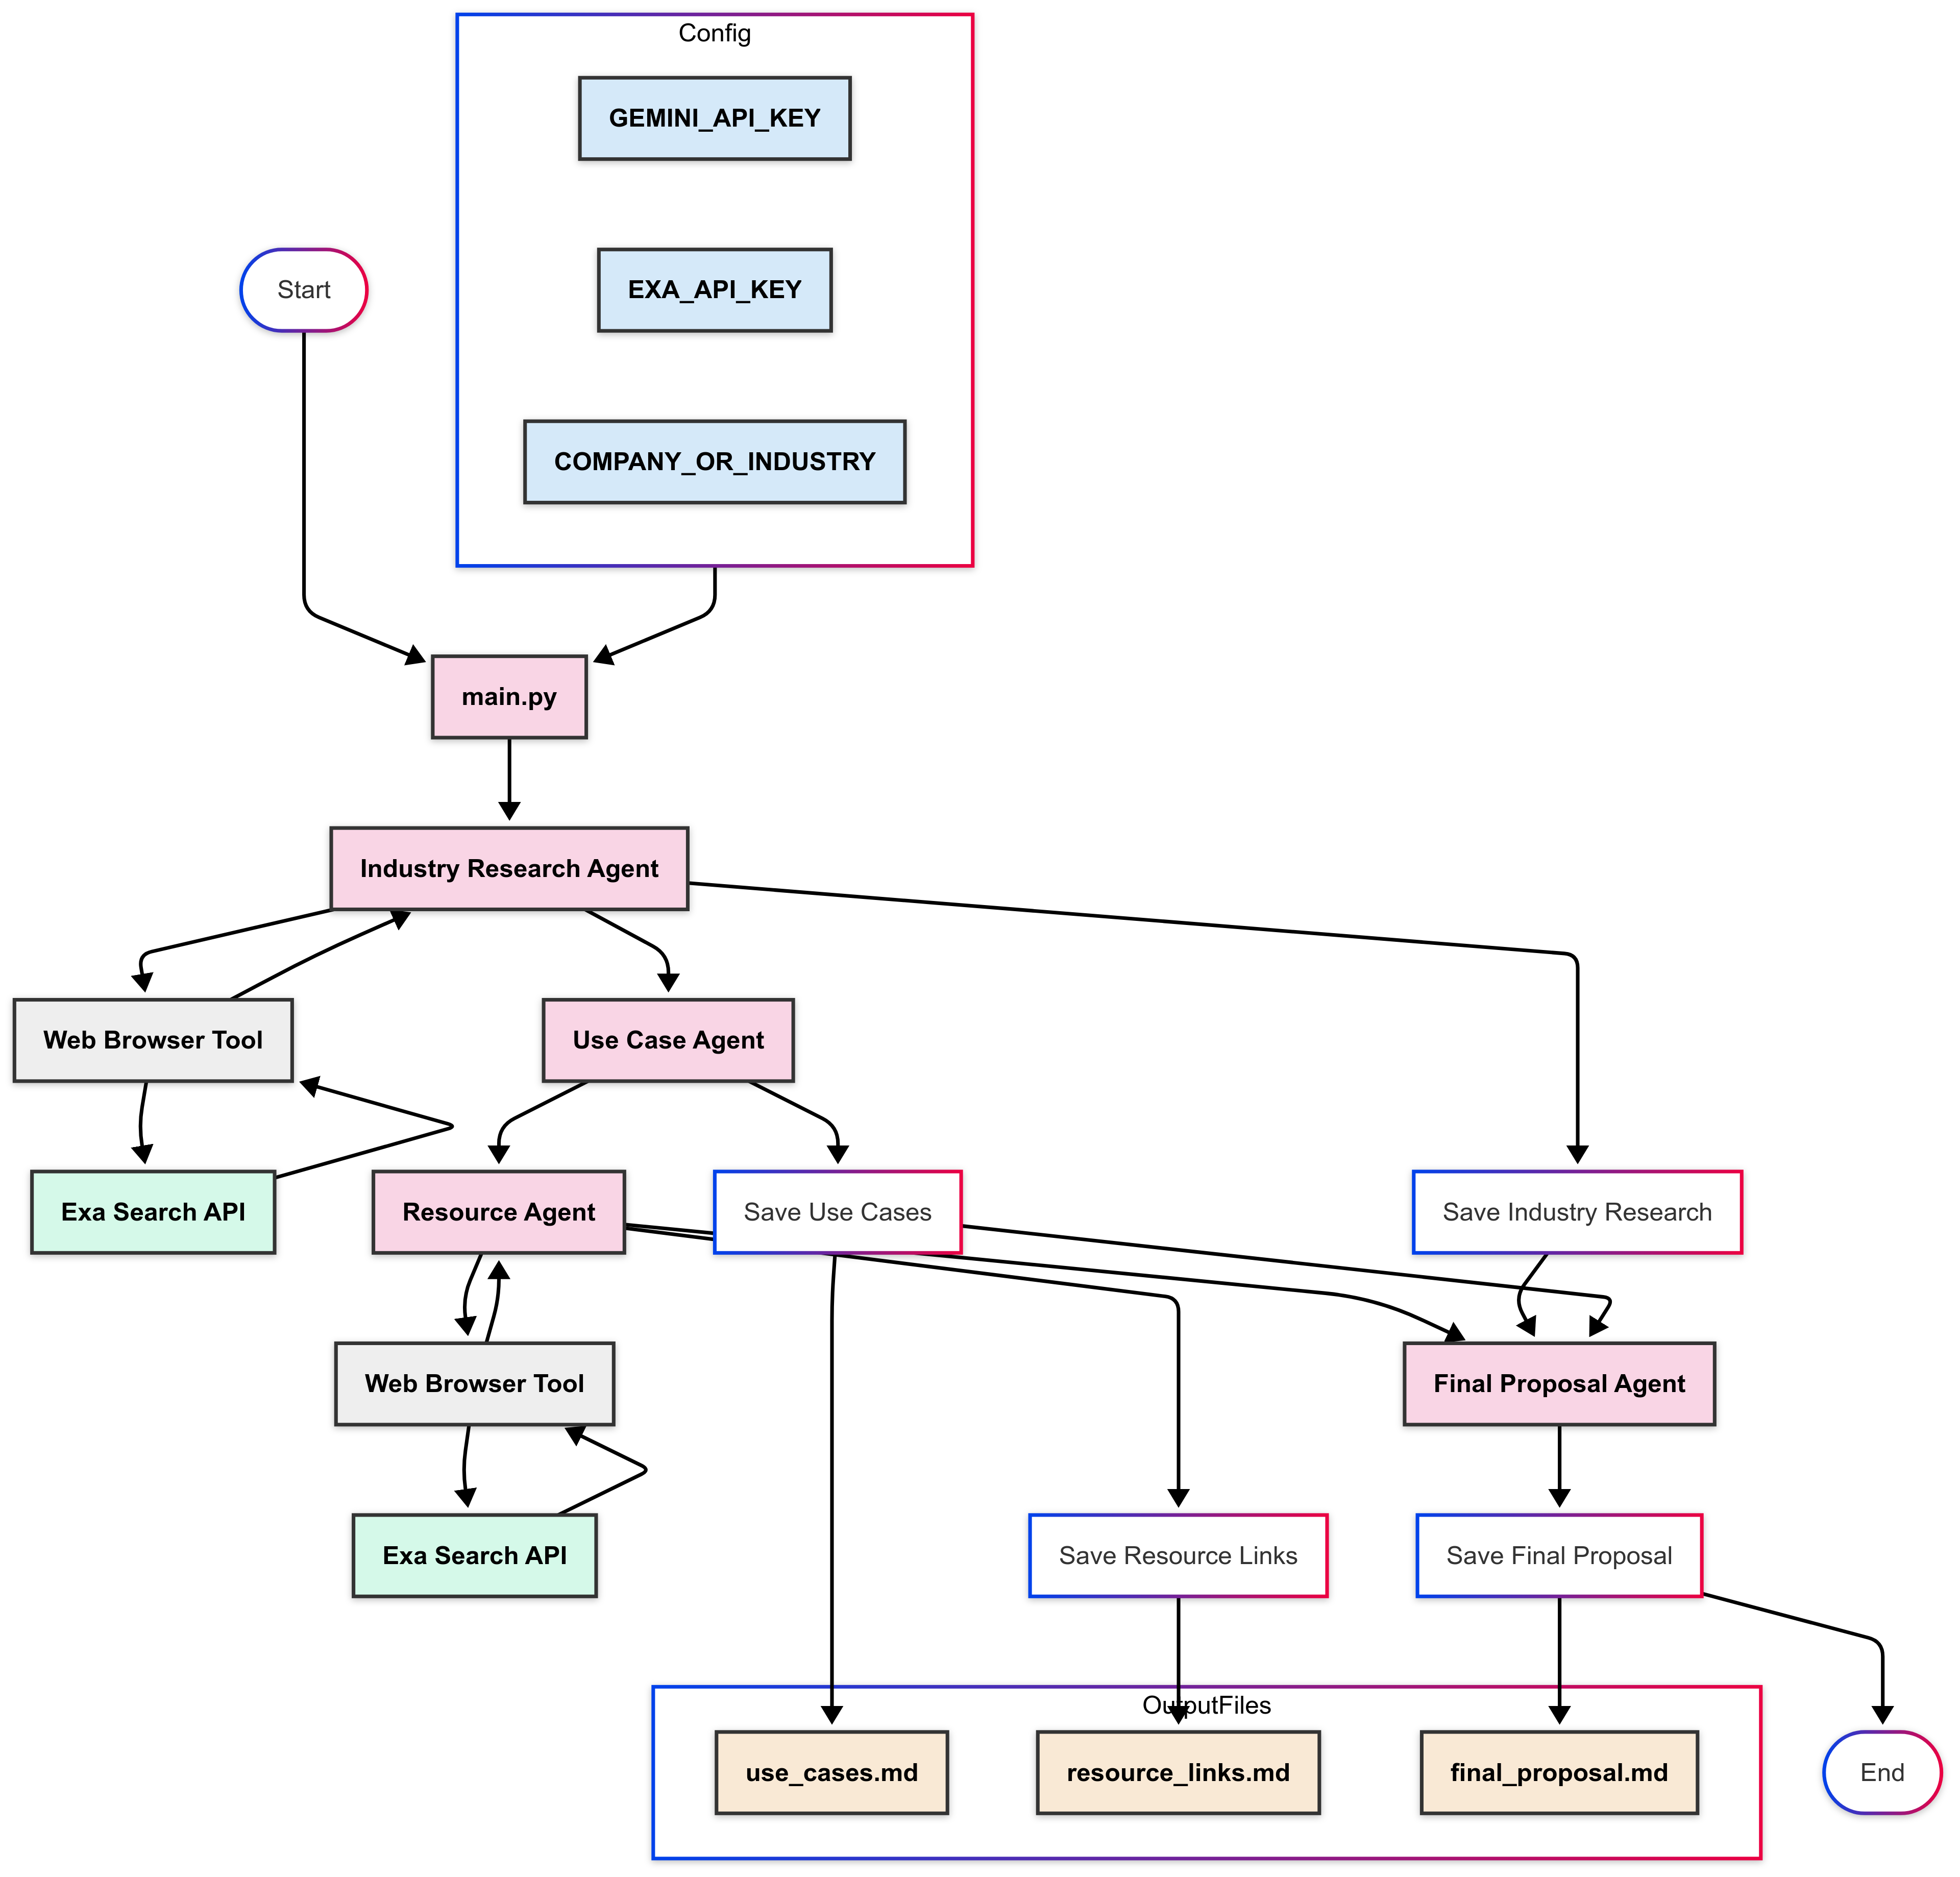 Config
GEMINI_API_KEY
Start
EXA_API_KEY
COMPANY_OR_INDUSTRY
main.py
Industry Research Agent
Web Browser Tool
Use Case Agent
Exa Search API
Resource Agent
Save Use Cases
Save Industry Research
Web Browser Tool
Final Proposal Agent
Exa Search API
Save Resource Links
Save Final Proposal
OutputFiles
use_cases.md
resource_links.md
final_proposal.md
End